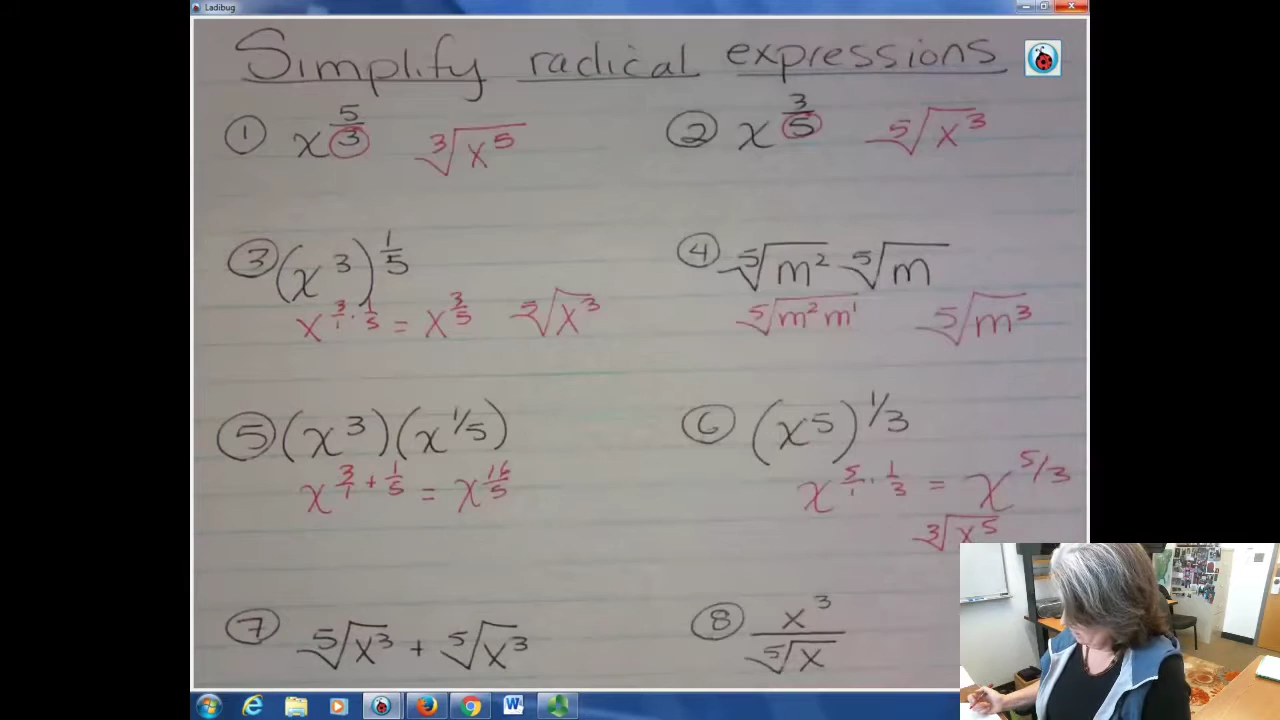 Ladibug
Simplify radical expressions
① x^(5/3) ³√x⁵
② x^(3/5) ⁵√x³
③ (x³)^(1/5)
x^(3/1 · 1/5) = x^(3/5) ⁵√x³
④ ⁵√m² ⁵√m
⁵√m²m¹ ⁵√m³
⑤ (x³)(x^(1/5))
x^(3/1 + 1/5) = x^(16/5)
⑥ (x⁵)^(1/3)
x^(5/1 · 1/3) = x^(5/3)
³√x⁵
⑦ ⁵√x³ + ⁵√x³
⑧ x³/⁵√x